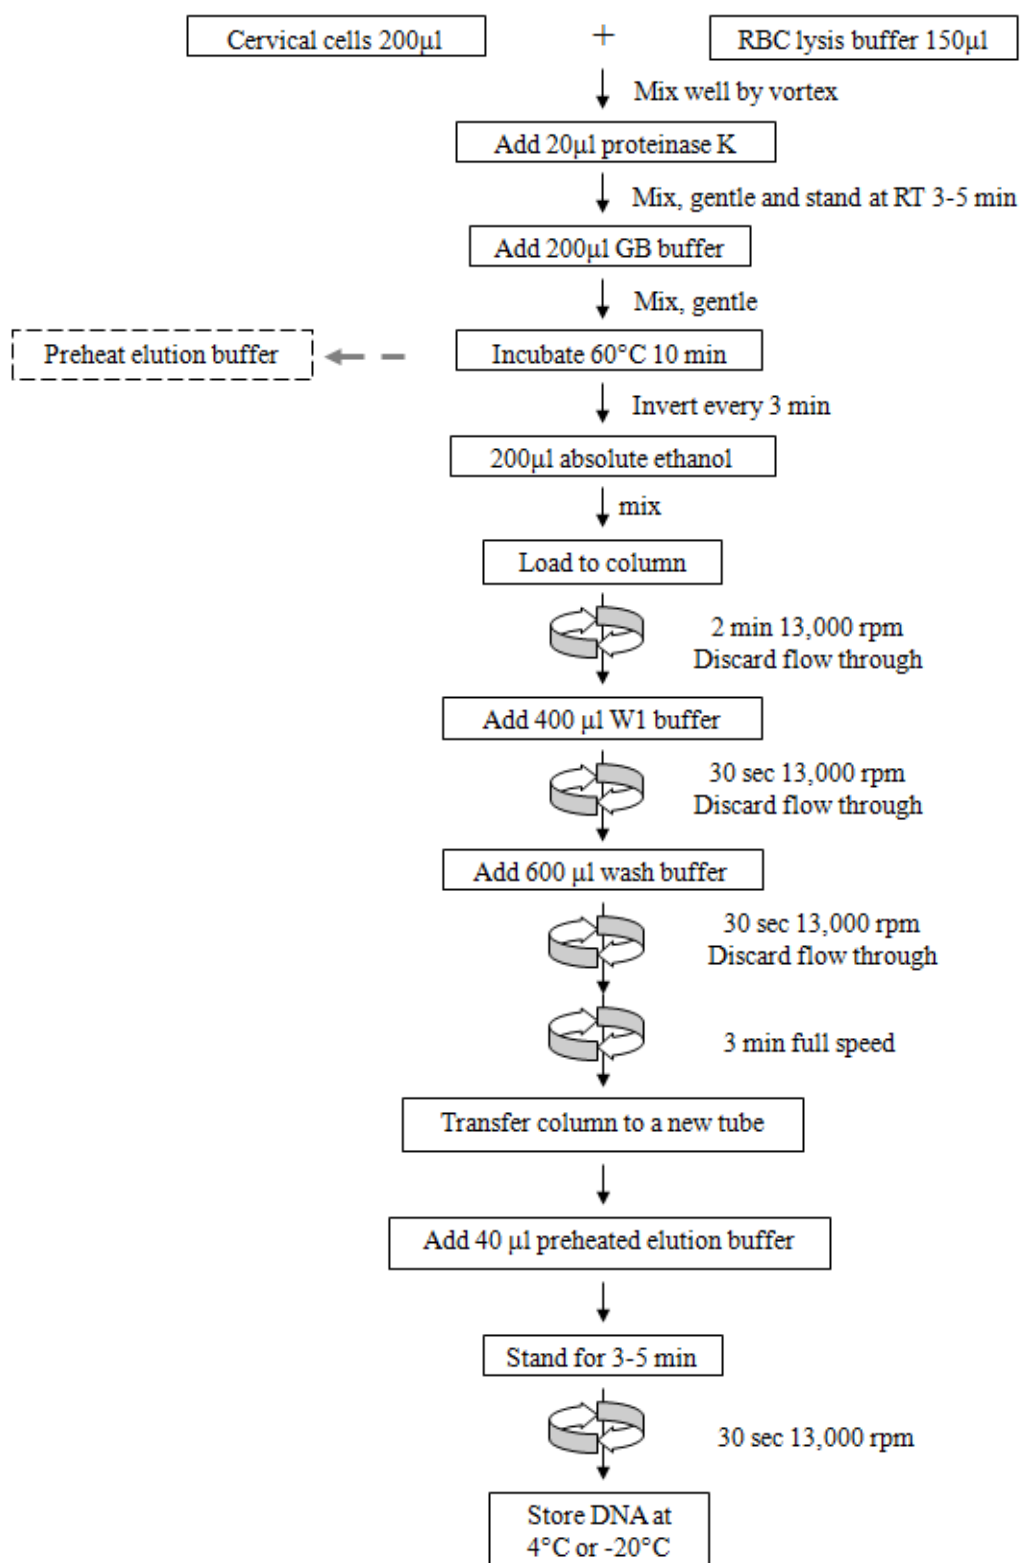 Cervical cells 200µl + RBC lysis buffer 150µl
Mix well by vortex
Add 20µl proteinase K
Mix, gentle and stand at RT 3-5 min
Add 200µl GB buffer
Mix, gentle
Preheat elution buffer
Incubate 60°C 10 min
Invert every 3 min
200µl absolute ethanol
mix
Load to column
2 min 13,000 rpm
Discard flow through
Add 400 µl W1 buffer
30 sec 13,000 rpm
Discard flow through
Add 600 µl wash buffer
30 sec 13,000 rpm
Discard flow through
3 min full speed
Transfer column to a new tube
Add 40 µl preheated elution buffer
Stand for 3-5 min
30 sec 13,000 rpm
Store DNA at
4°C or -20°C